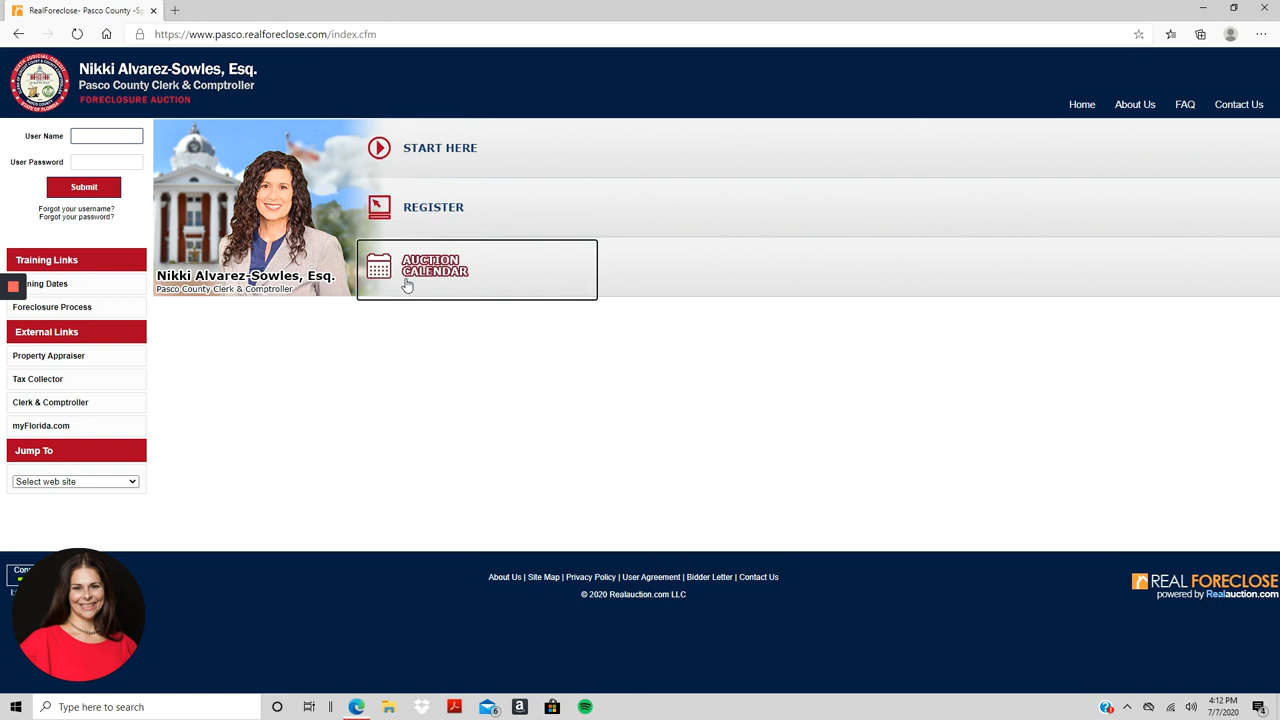 RealForeclose- Pasco County -Sp
https://www.pasco.realforeclose.com/index.cfm
Nikki Alvarez-Sowles, Esq.
Pasco County Clerk & Comptroller
FORECLOSURE AUCTION
Home About Us FAQ Contact Us
User Name
User Password
Submit
Forgot your username?
Forgot your password?
START HERE
REGISTER
AUCTION
CALENDAR
Nikki Alvarez-Sowles, Esq.
Pasco County Clerk & Comptroller
Training Links
ning Dates
Foreclosure Process
External Links
Property Appraiser
Tax Collector
Clerk & Comptroller
myFlorida.com
Jump To
Select web site
About Us | Site Map | Privacy Policy | User Agreement | Bidder Letter | Contact Us
© 2020 Realauction.com LLC
REAL FORECLOSE
powered by Realauction.com
Type here to search
6
4:12 PM
7/7/2020
4